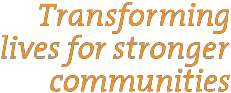 Transforming
lives for stronger
communities